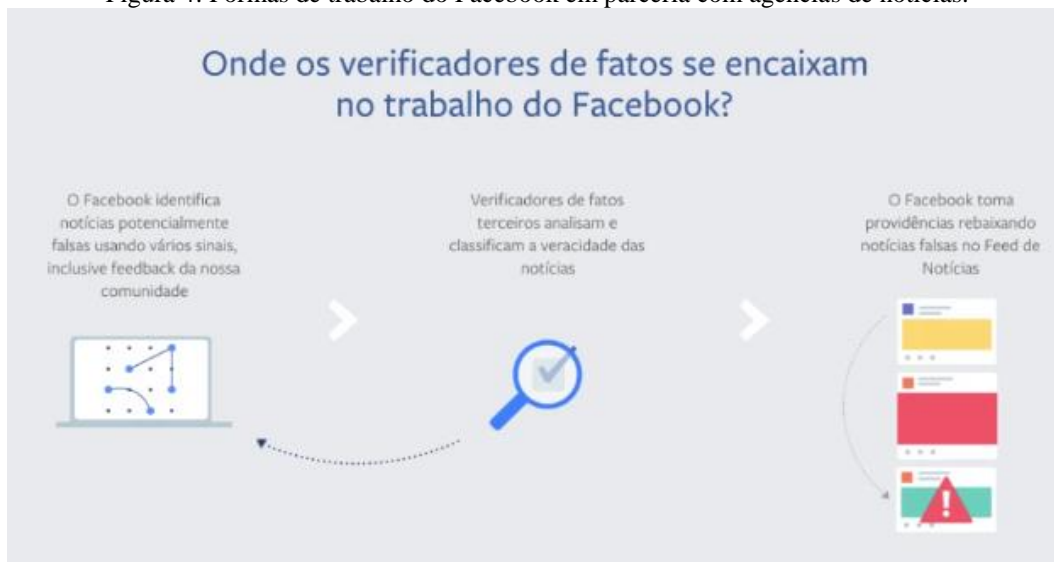 Figura 4: Formas de trabalho do Facebook em parceria com agências de notícias.
Onde os verificadores de fatos se encaixam
no trabalho do Facebook?
O Facebook identifica
notícias potencialmente
falsas usando vários sinais,
inclusive feedback da nossa
comunidade
Verificadores de fatos
terceiros analisam e
classificam a veracidade das
notícias
O Facebook toma
providências rebaixando
notícias falsas no Feed de
Notícias